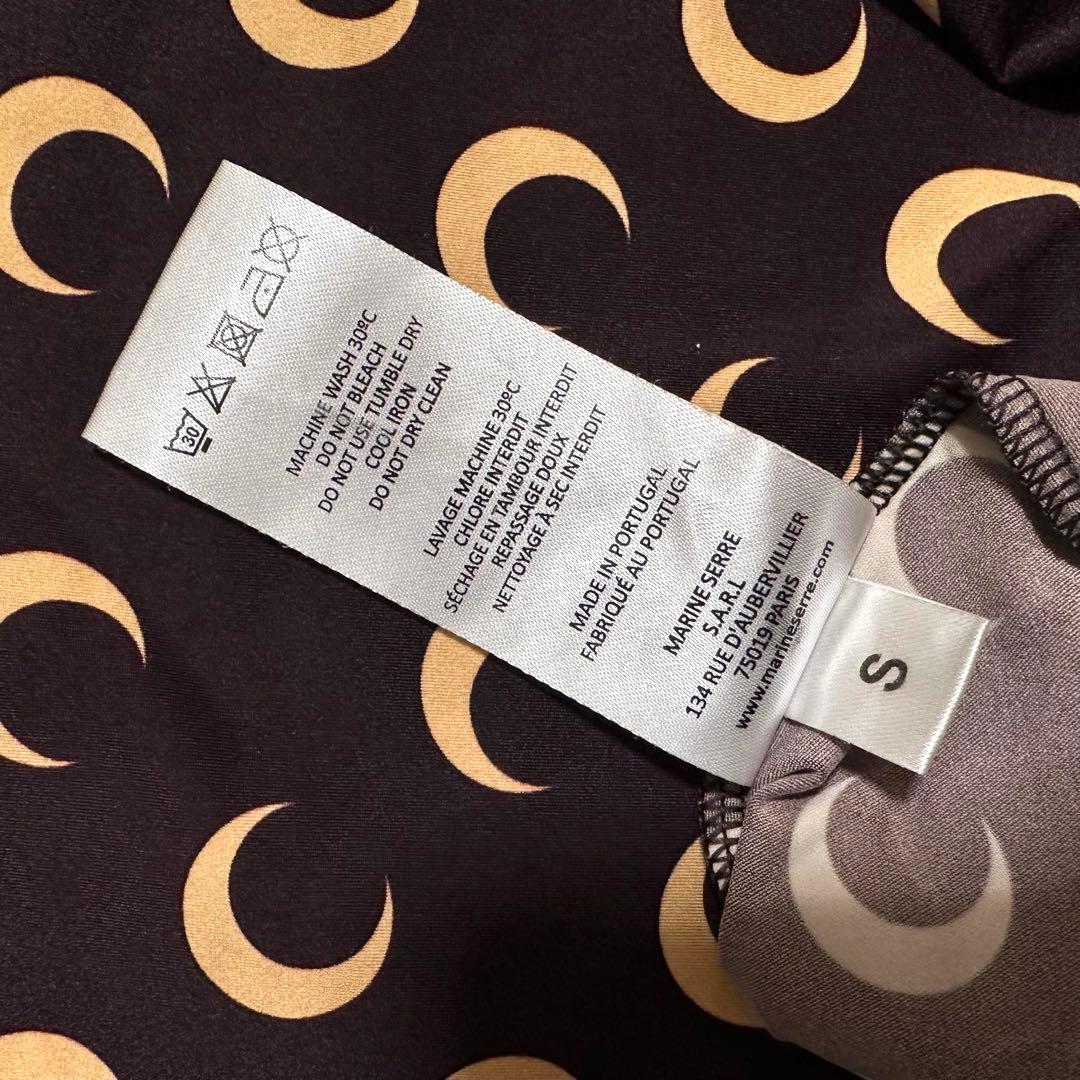 30
MACHINE WASH 30ºC
DO NOT BLEACH
DO NOT USE TUMBLE DRY
COOL IRON
DO NOT DRY CLEAN
LAVAGE MACHINE 30ºC
CHLORE INTERDIT
SÉCHAGE EN TAMBOUR INTERDIT
REPASSAGE DOUX
NETTOYAGE À SEC INTERDIT
MADE IN PORTUGAL
FABRIQUÉ AU PORTUGAL
MARINE SERRE
S.A.R.L
134 RUE D'AUBERVILLIER
75019 PARIS
www.marineserre.com
S